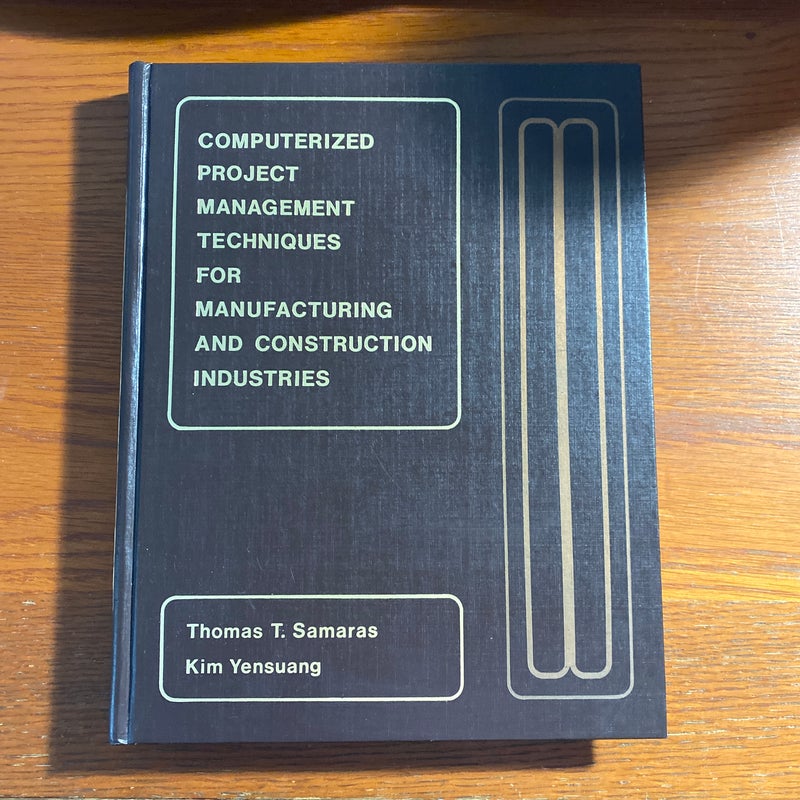 COMPUTERIZED
PROJECT
MANAGEMENT
TECHNIQUES
FOR
MANUFACTURING
AND CONSTRUCTION
INDUSTRIES
Thomas T. Samaras
Kim Yensuang